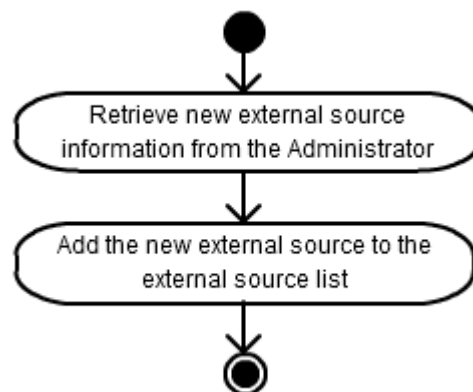 Retrieve new external source
information from the Administrator
Add the new external source to the
external source list